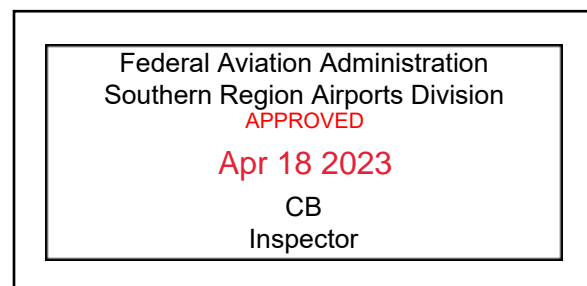 Federal Aviation Administration
Southern Region Airports Division
APPROVED
Apr 18 2023
CB
Inspector